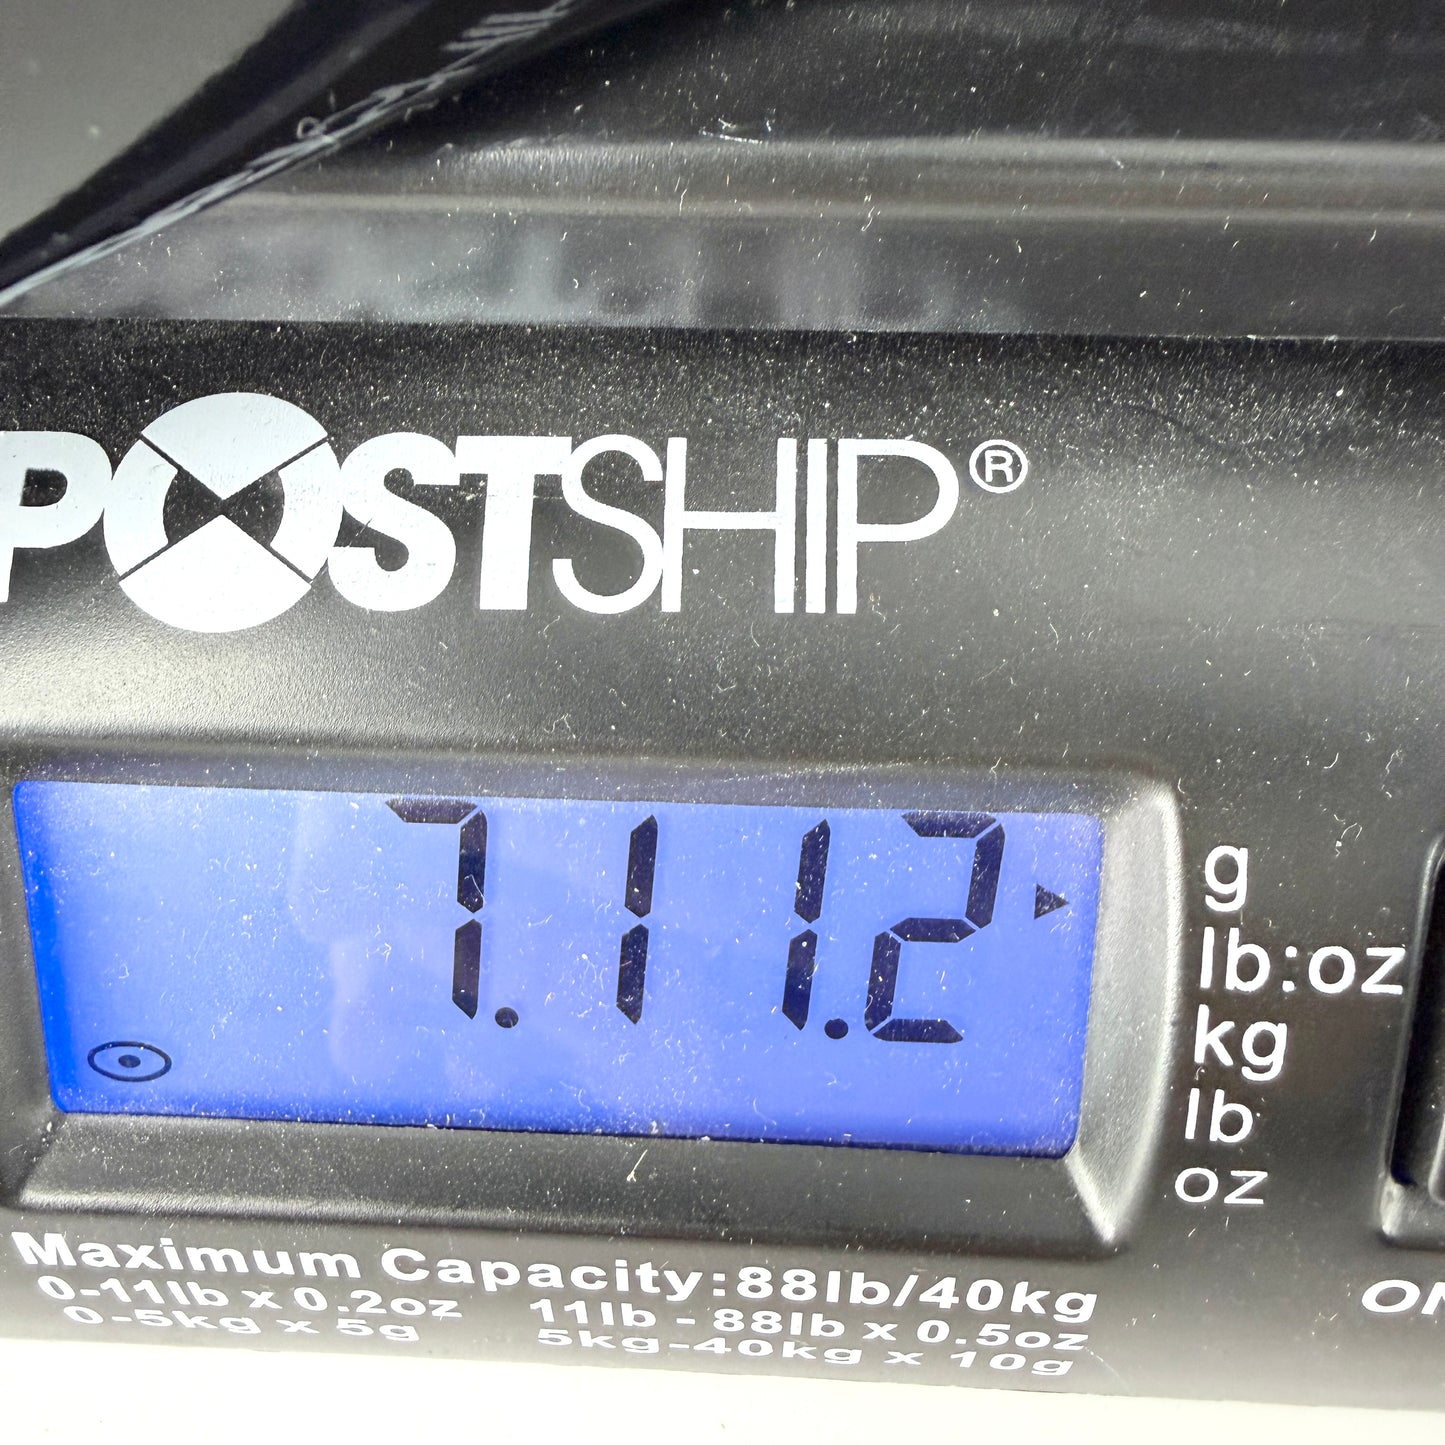 POSTSHIP®
7.11.2
g
lb:oz
kg
lb
oz
Maximum Capacity:88lb/40kg
0-11lb x 0.2oz 11lb - 88lb x 0.5oz
0-5kg x 5g 5kg-40kg x 10g